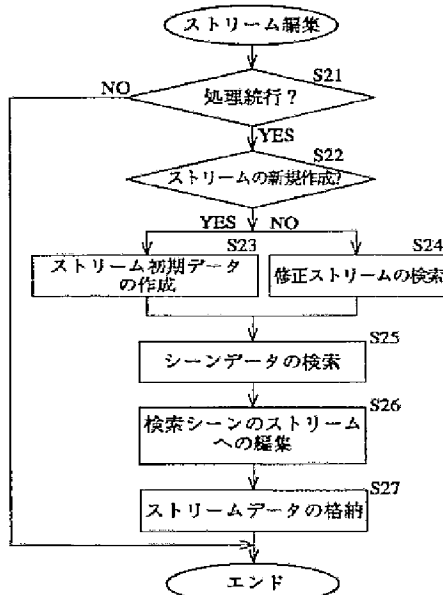 ストリーム編集
S21
NO
処理続行？
YES
S22
ストリームの新規作成?
YES
NO
S23
S24
ストリーム初期データ
の作成
修正ストリームの検索
S25
シーンデータの検索
S26
検索シーンのストリーム
への編集
S27
ストリームデータの格納
エンド